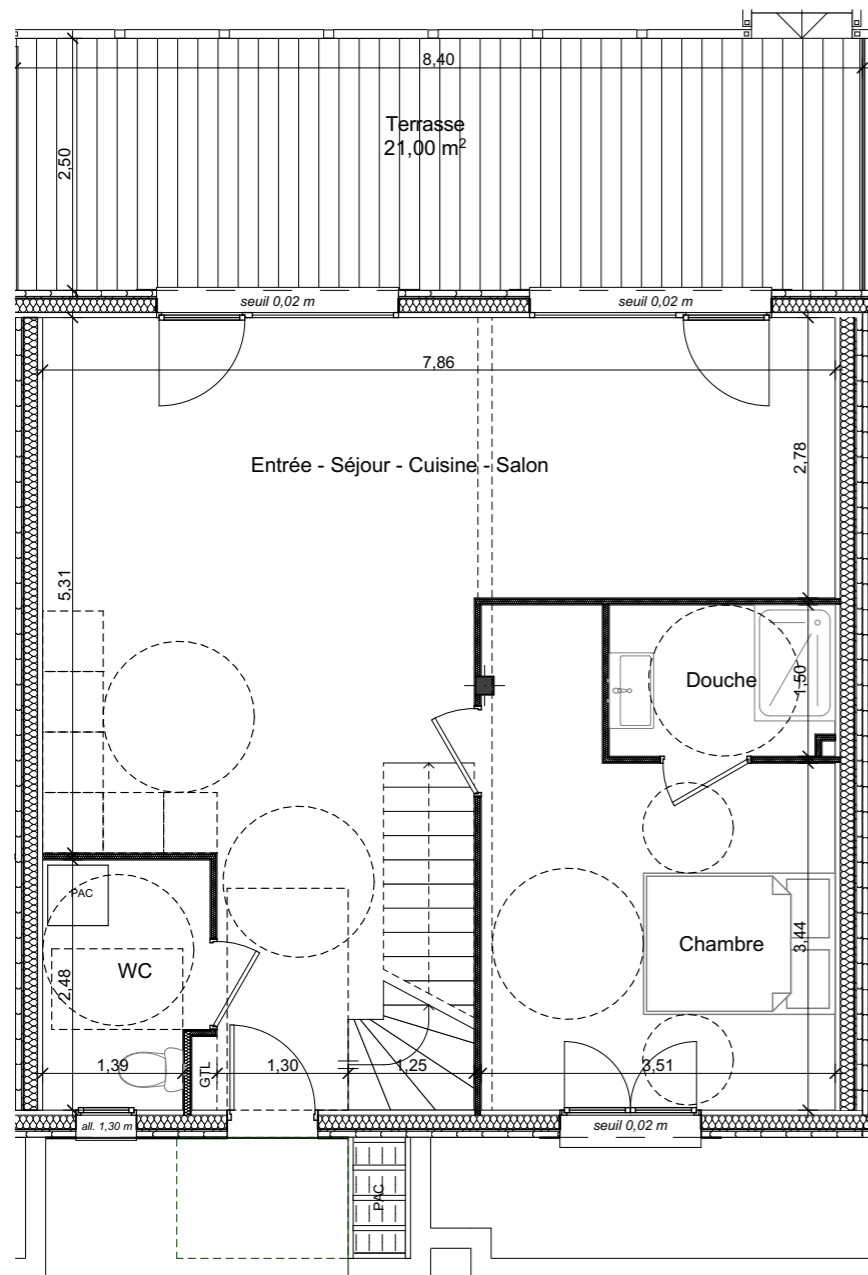 8,40
Terrasse
21,00 m²
2,50
seuil 0,02 m
seuil 0,02 m
7,86
Entrée - Séjour - Cuisine - Salon
2,78
5,31
Douche
1,50
PAC
WC
2,48
Chambre
3,44
1,39
GTL
1,30
1,25
3,51
all. 1,30 m
seuil 0,02 m
PAC